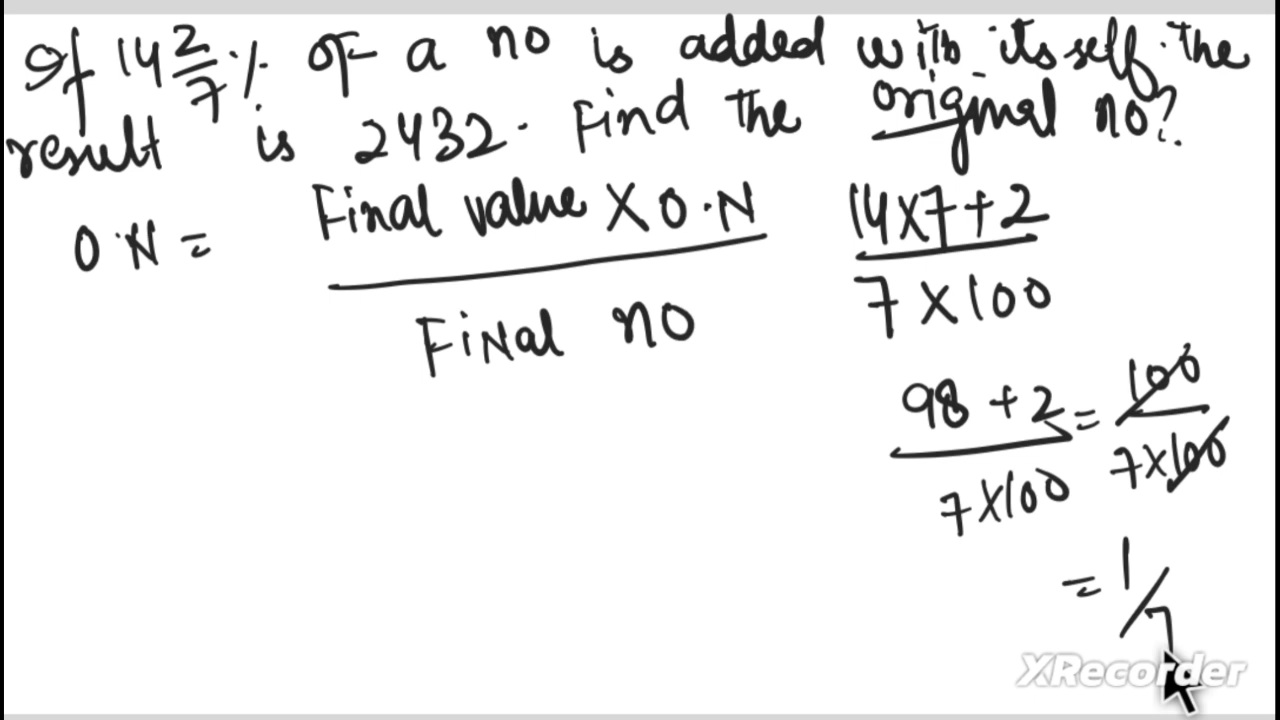 If 14 2/7 % of a no is added with itself. The
result is 2432. Find the original no?
O.N = Final value X O.N / Final no
14x7+2 / 7x100
98+2 / 7x100 = 100 / 7x100
= 1/7
XRecorder